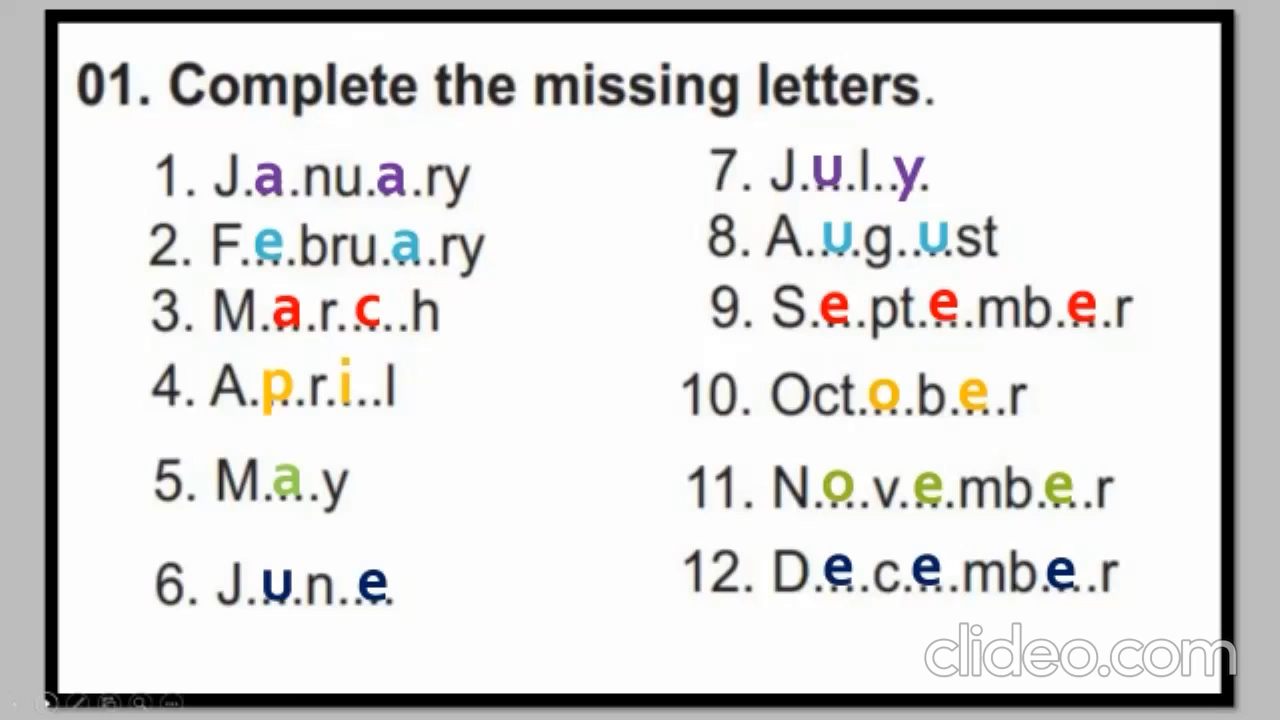 01. Complete the missing letters.
1. J.a.nu.a.ry
2. F.e..bru.a.ry
3. M.a..r.c..h
4. A.p..r.i..l
5. M.a..y
6. J.u.n.e.
7. J.u.l.y.
8. A.u.g.u.st
9. S.e..pt.e..mb.e.r
10. Oct.o..b.e..r
11. N.o..v.e..mb.e..r
12. D.e..c.e..mb.e..r
clideo.com